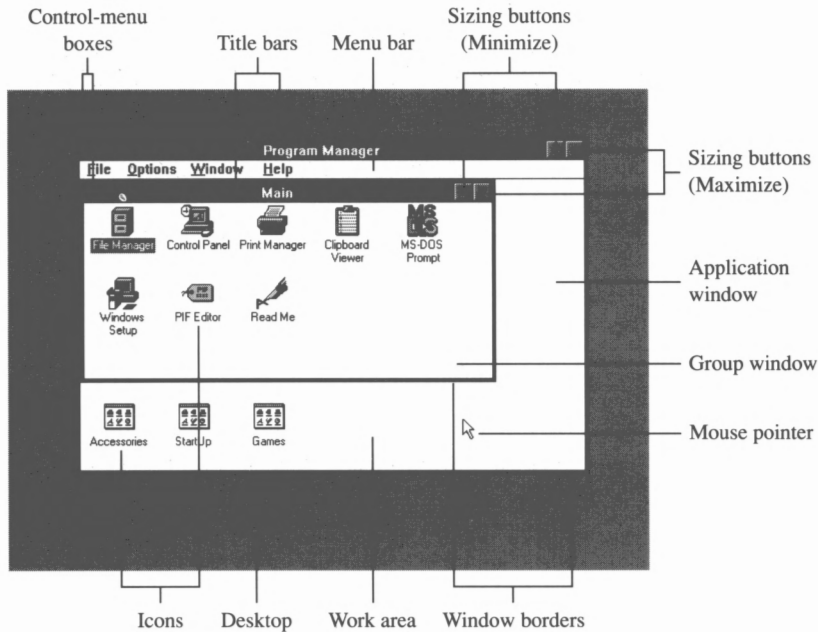 Control-menu
boxes
Title bars
Menu bar
Sizing buttons
(Minimize)
Program Manager
File Options Window Help
Sizing buttons
(Maximize)
Main
File Manager
Control Panel
Print Manager
Clipboard
Viewer
MS-DOS
Prompt
MS
DOS
Application
window
Windows
Setup
PIF
PIF Editor
Read Me
Group window
Accessories
StartUp
Games
Mouse pointer
Icons
Desktop
Work area
Window borders